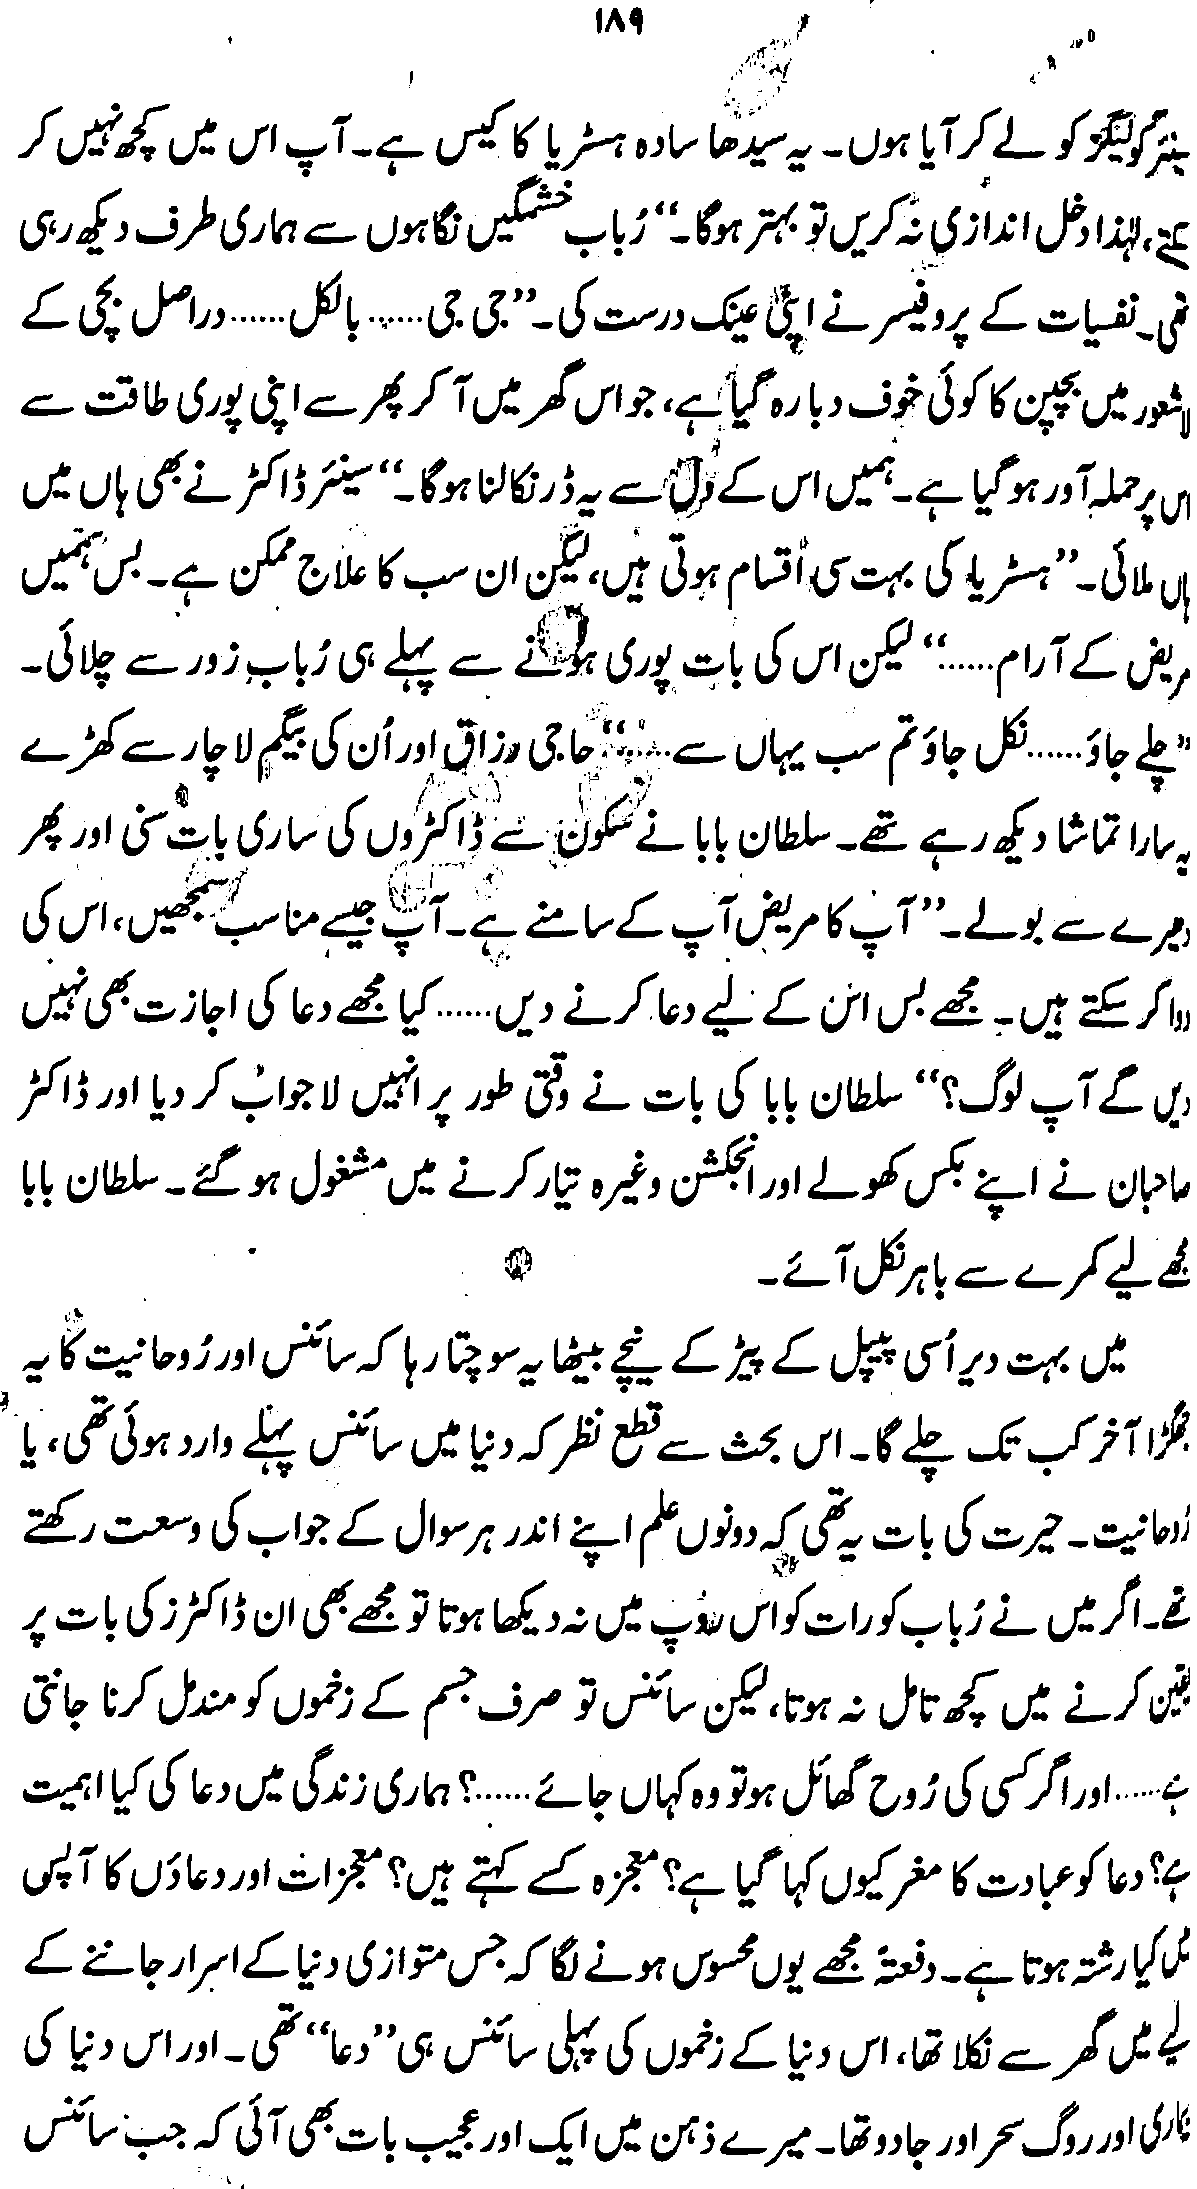 ۱۸۹
سینئر کولیگز کو لے کر آیا ہوں۔ یہ سیدھا سادہ ہسٹریا کا کیس ہے۔ آپ اس میں کچھ نہیں کر
سکتے، لہٰذا دخل اندازی نہ کریں تو بہتر ہوگا۔“ رُباب خشمگیں نگاہوں سے ہماری طرف دیکھ رہی
تھی۔ نفسیات کے پروفیسر نے اپنی عینک درست کی۔ ”جی جی...... بالکل...... دراصل بچی کے
لاشعور میں بچپن کا کوئی خوف دبا رہ گیا ہے، جو اس گھر میں آ کر پھر سے اپنی پوری طاقت سے
اس پر حملہ آور ہو گیا ہے۔ ہمیں اس کے دل سے یہ ڈر نکالنا ہوگا۔“ سینئر ڈاکٹر نے بھی ہاں میں
ہاں ملائی۔ ”ہسٹریا کی بہت سی اقسام ہوتی ہیں، لیکن ان سب کا علاج ممکن ہے۔ بس ہمیں
مریض کے آرام......“ لیکن اس کی بات پوری ہونے سے پہلے ہی رُباب زور سے چلائی۔
”چلے جاؤ...... نکل جاؤ تم سب یہاں سے......“ حاجی رزاق اور اُن کی بیگم لاچار سے کھڑے
یہ سارا تماشا دیکھ رہے تھے۔ سلطان بابا نے سکون سے ڈاکٹروں کی ساری بات سنی اور پھر
دھیرے سے بولے۔ ”آپ کا مریض آپ کے سامنے ہے۔ آپ جیسے مناسب سمجھیں، اس کی
دوا کر سکتے ہیں۔ مجھے بس اس کے لیے دعا کرنے دیں...... کیا مجھے دعا کی اجازت بھی نہیں
دیں گے آپ لوگ؟“ سلطان بابا کی بات نے وقتی طور پر انہیں لاجواب کر دیا اور ڈاکٹر
صاحبان نے اپنے بکس کھولے اور انجکشن وغیرہ تیار کرنے میں مشغول ہو گئے۔ سلطان بابا
مجھے لیے کمرے سے باہر نکل آئے۔
میں بہت دیر اُسی پیپل کے پیڑ کے نیچے بیٹھا یہ سوچتا رہا کہ سائنس اور رُوحانیت کا یہ
جھگڑا آخر کب تک چلے گا۔ اس بحث سے قطع نظر کہ دنیا میں سائنس پہلے وارد ہوئی تھی، یا
رُوحانیت۔ حیرت کی بات یہ تھی کہ دونوں علم اپنے اندر ہر سوال کے جواب کی وسعت رکھتے
تھے۔ اگر میں نے رُباب کو رات کو اس روپ میں نہ دیکھا ہوتا تو مجھے بھی ان ڈاکٹرز کی بات پر
یقین کرنے میں کچھ تامل نہ ہوتا، لیکن سائنس تو صرف جسم کے زخموں کو مندمل کرنا جانتی
ہے...... اور اگر کسی کی رُوح گھائل ہو تو وہ کہاں جائے......؟ ہماری زندگی میں دعا کی کیا اہمیت
ہے؟ دعا کو عبادت کا مغز کیوں کہا گیا ہے؟ معجزہ کسے کہتے ہیں؟ معجزات اور دعاؤں کا آپسی
میں کیا رشتہ ہوتا ہے۔ دفعتۂ مجھے یوں محسوس ہونے لگا کہ جس متوازی دنیا کے اسرار جاننے کے
لیے میں گھر سے نکلا تھا، اس دنیا کے زخموں کی پہلی سائنس ہی ”دعا“ تھی۔ اور اس دنیا کی
بیماری اور روگ سحر اور جادو تھا۔ میرے ذہن میں ایک اور عجیب بات بھی آئی کہ جب سائنس